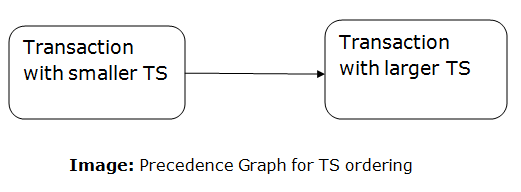 Transaction
with smaller TS
Transaction
with larger TS
Image: Precedence Graph for TS ordering